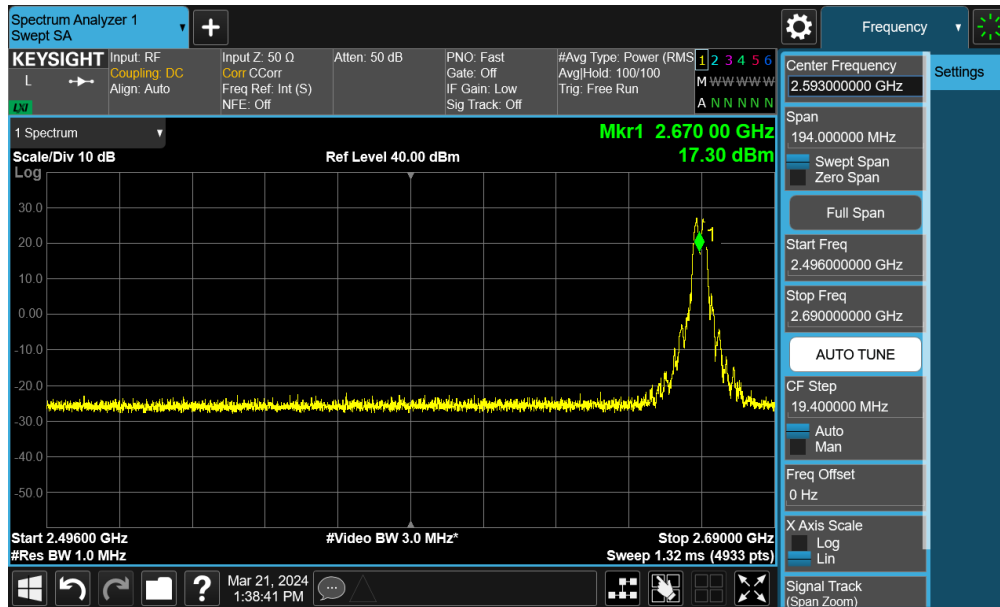 Spectrum Analyzer 1
Swept SA
+
Frequency
KEYSIGHT
L
LXI
Input: RF
Coupling: DC
Align: Auto
Input Z: 50 Ω
Corr CCorr
Freq Ref: Int (S)
NFE: Off
Atten: 50 dB
PNO: Fast
Gate: Off
IF Gain: Low
Sig Track: Off
#Avg Type: Power (RMS
Avg|Hold: 100/100
Trig: Free Run
1 2 3 4 5 6
M W W W W W
A N N N N N
1 Spectrum
Scale/Div 10 dB
Log
Ref Level 40.00 dBm
Mkr1 2.670 00 GHz
17.30 dBm
30.0
20.0
10.0
0.00
-10.0
-20.0
-30.0
-40.0
-50.0
1
Start 2.49600 GHz
#Res BW 1.0 MHz
#Video BW 3.0 MHz*
Stop 2.69000 GHz
Sweep 1.32 ms (4933 pts)
?
Mar 21, 2024
1:38:41 PM
Center Frequency
2.593000000 GHz
Settings
Span
194.000000 MHz
Swept Span
Zero Span
Full Span
Start Freq
2.496000000 GHz
Stop Freq
2.690000000 GHz
AUTO TUNE
CF Step
19.400000 MHz
Auto
Man
Freq Offset
0 Hz
X Axis Scale
Log
Lin
Signal Track
(Span Zoom)